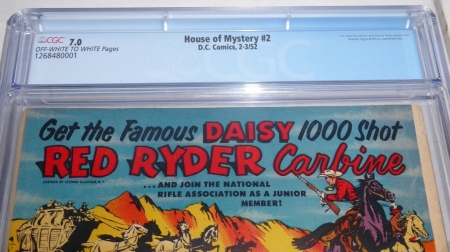 CGC 7.0
OFF-WHITE TO WHITE Pages
1268480001
House of Mystery #2
D.C. Comics, 2-3/52
Get the Famous DAISY 1000 Shot
RED RYDER Carbine
...AND JOIN THE NATIONAL
RIFLE ASSOCIATION AS A JUNIOR
MEMBER!